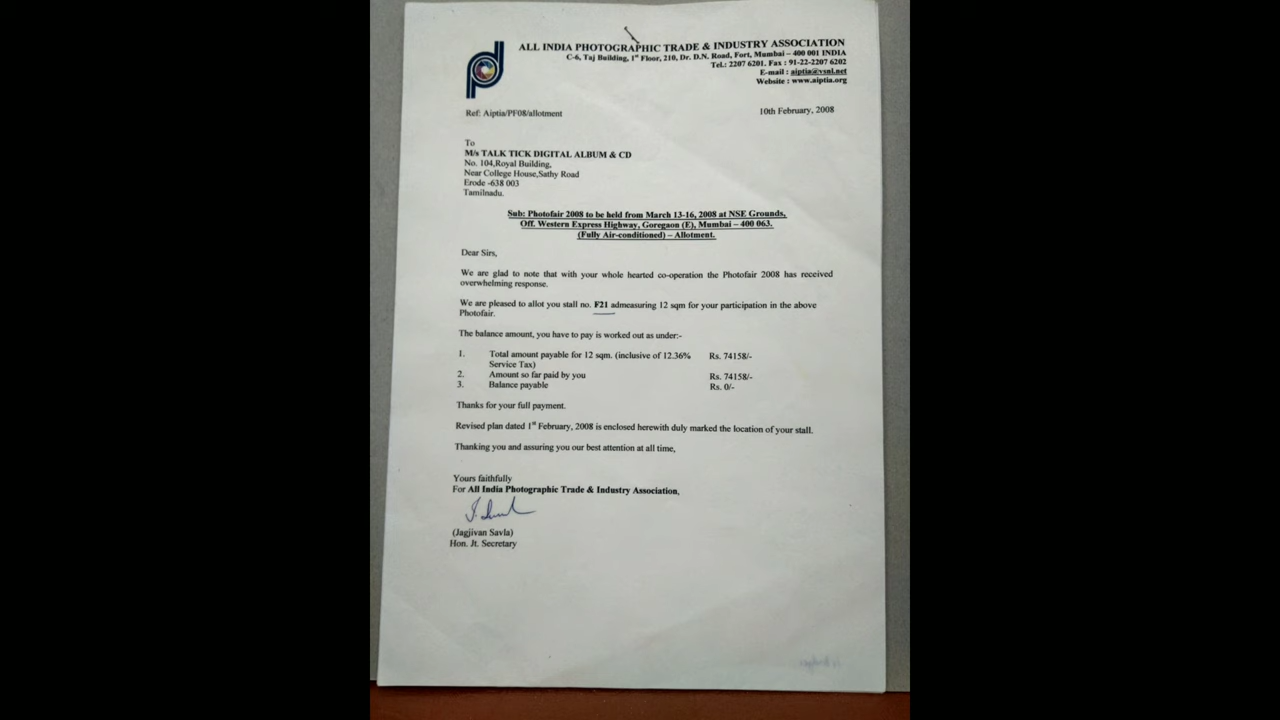 ALL INDIA PHOTOGRAPHIC TRADE & INDUSTRY ASSOCIATION
C-6, Taj Building, 1st Floor, 210, Dr. D.N. Road, Fort, Mumbai – 400 001 INDIA
Tel.: 2207 6201. Fax : 91-22-2207 6202
E-mail : aiptia@vsnl.net
Website : www.aiptia.org
Ref: Aiptia/PF08/allotment
10th February, 2008
To
M/s TALK TICK DIGITAL ALBUM & CD
No. 104,Royal Building,
Near College House,Sathy Road
Erode -638 003
Tamilnadu.
Sub: Photofair 2008 to be held from March 13-16, 2008 at NSE Grounds,
Off. Western Express Highway, Goregaon (E), Mumbai – 400 063.
(Fully Air-conditioned) – Allotment.
Dear Sirs,
We are glad to note that with your whole hearted co-operation the Photofair 2008 has received
overwhelming response.
We are pleased to allot you stall no. F21 admeasuring 12 sqm for your participation in the above
Photofair.
The balance amount, you have to pay is worked out as under:-
1. Total amount payable for 12 sqm. (inclusive of 12.36% Rs. 74158/-
Service Tax)
2. Amount so far paid by you Rs. 74158/-
3. Balance payable Rs. 0/-
Thanks for your full payment.
Revised plan dated 1st February, 2008 is enclosed herewith duly marked the location of your stall.
Thanking you and assuring you our best attention at all time,
Yours faithfully
For All India Photographic Trade & Industry Association,
(Jagjivan Savla)
Hon. Jt. Secretary